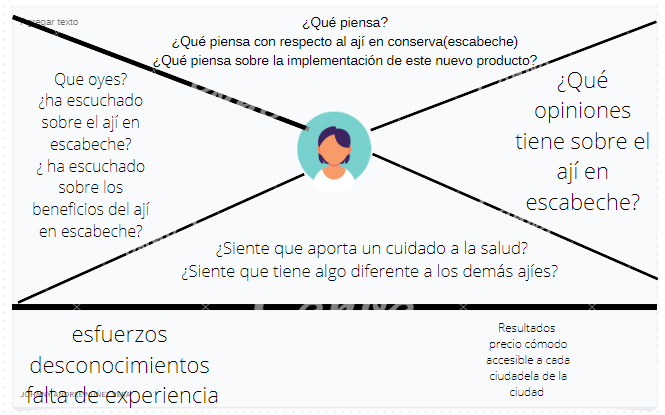 gregar texto
¿Qué piensa?
¿Qué piensa con respecto al ají en conserva(escabeche)
¿Qué piensa sobre la implementación de este nuevo producto?
Que oyes?
¿ha escuchado
sobre el ají en
escabeche?
¿ ha escuchado
sobre los
beneficios del ají
en escabeche?
¿Qué
opiniones
tiene sobre el
ají en
escabeche?
¿Siente que aporta un cuidado a la salud?
¿Siente que tiene algo diferente a los demás ajíes?
Canva
esfuerzos
desconocimientos
falta de experiencia
Resultados
precio cómodo
accesible a cada
ciudadela de la
ciudad